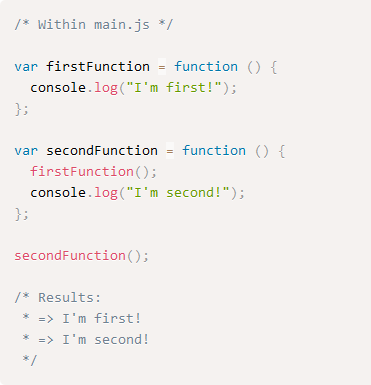 /* Within main.js */

var firstFunction = function () {
  console.log("I'm first!");
};

var secondFunction = function () {
  firstFunction();
  console.log("I'm second!");
};

secondFunction();

/* Results:
 * => I'm first!
 * => I'm second!
 */